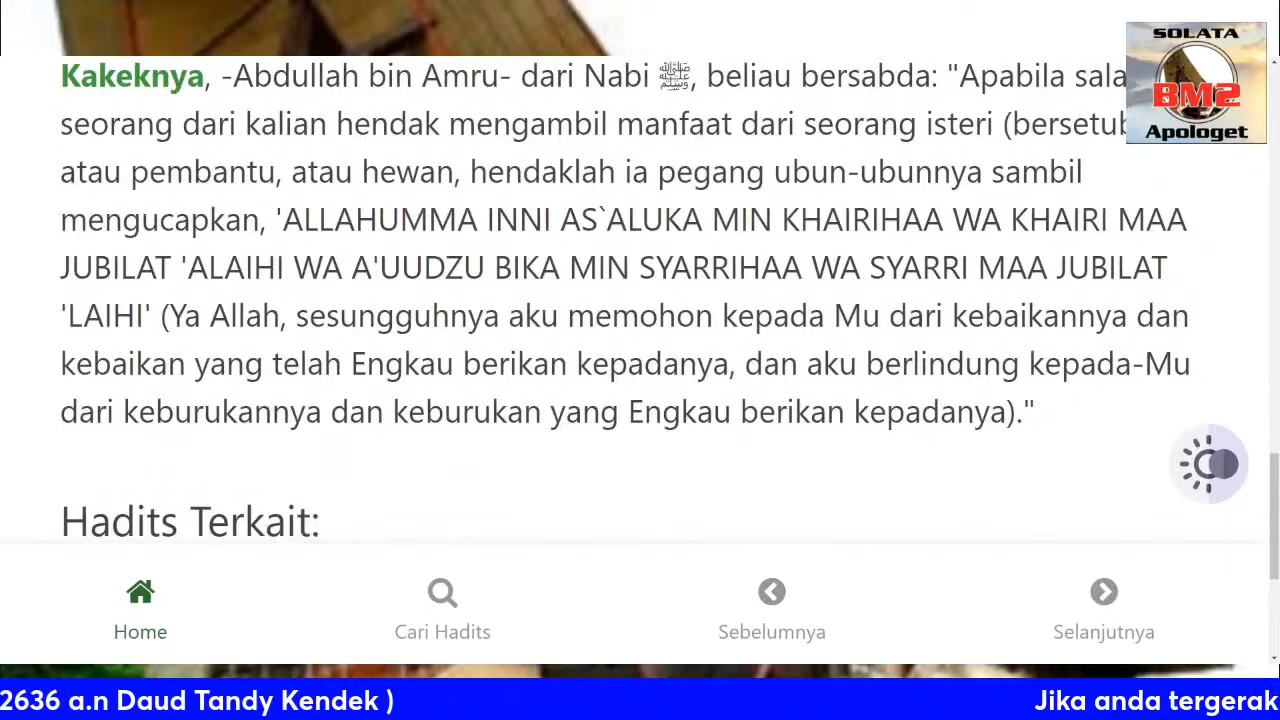 SOLATA
BM2
Apologet
Kakeknya, -Abdullah bin Amru- dari Nabi ﷺ, beliau bersabda: "Apabila
seorang dari kalian hendak mengambil manfaat dari seorang isteri
atau pembantu, atau hewan, hendaklah ia pegang ubun-ubunnya sambil
mengucapkan, 'ALLAHUMMA INNI AS`ALUKA MIN KHAIRIHAA WA KHAIRI MAA
JUBILAT 'ALAIHI WA A'UUDZU BIKA MIN SYARRIHAA WA SYARRI MAA JUBILAT
'LAIHI' (Ya Allah, sesungguhnya aku memohon kepada Mu dari kebaikannya dan
kebaikan yang telah Engkau berikan kepadanya, dan aku berlindung kepada-Mu
dari keburukannya dan keburukan yang Engkau berikan kepadanya)."
Hadits Terkait:
Home
Cari Hadits
Sebelumnya
Selanjutnya
2636 a.n Daud Tandy Kendek )
Jika anda tergerak